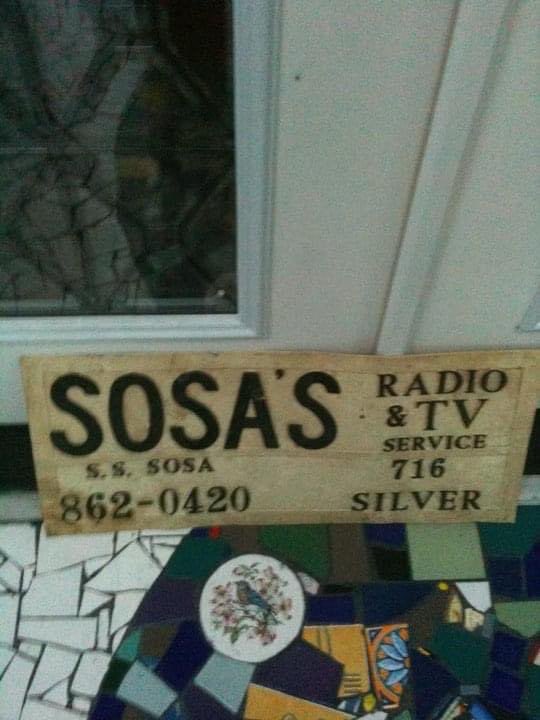 SOSA'S
S. S. SOSA
862-0420
RADIO
& TV
SERVICE
716
SILVER